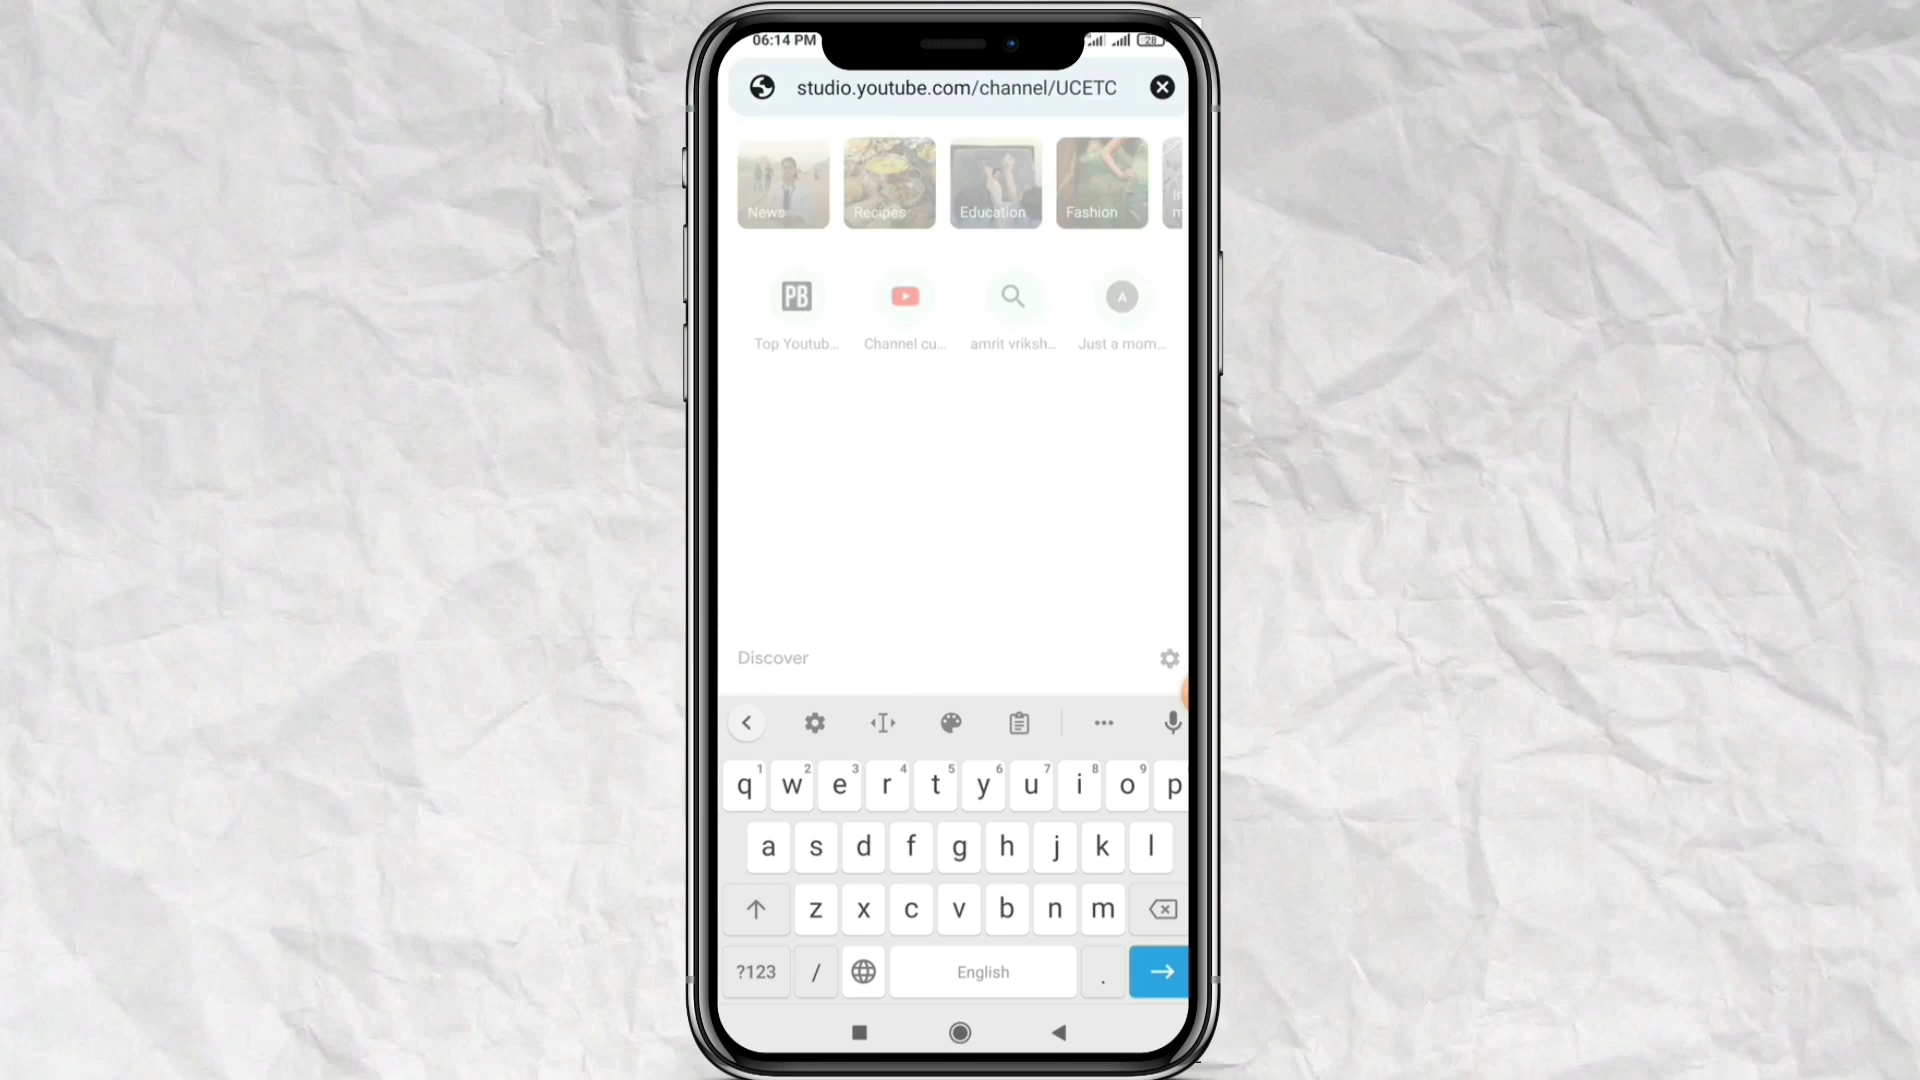 06:14 PM
28
studio.youtube.com/channel/UCETC
News
Recipes
Education
Fashion
PB
A
Top Youtub...
Channel cu...
amrit vriksh...
Just a mom...
Discover
q 1 w 2 e 3 r 4 t 5 y 6 u 7 i 8 o 9 p
a s d f g h j k l
z x c v b n m
?123 / English .